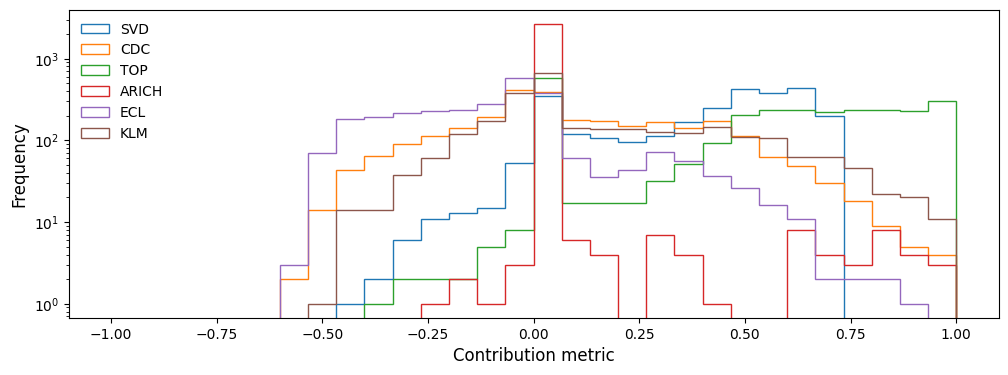 SVD
CDC
TOP
ARICH
ECL
KLM
Frequency
10³
10²
10¹
10⁰
−1.00 −0.75 −0.50 −0.25 0.00 0.25 0.50 0.75 1.00
Contribution metric